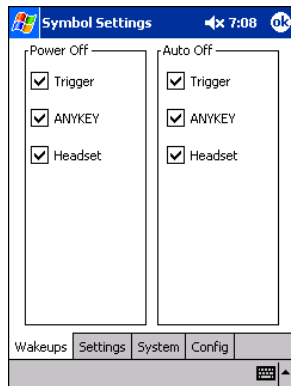 Symbol Settings 7:08 ok
Power Off Auto Off
Trigger Trigger
ANYKEY ANYKEY
Headset Headset
Wakeups Settings System Config